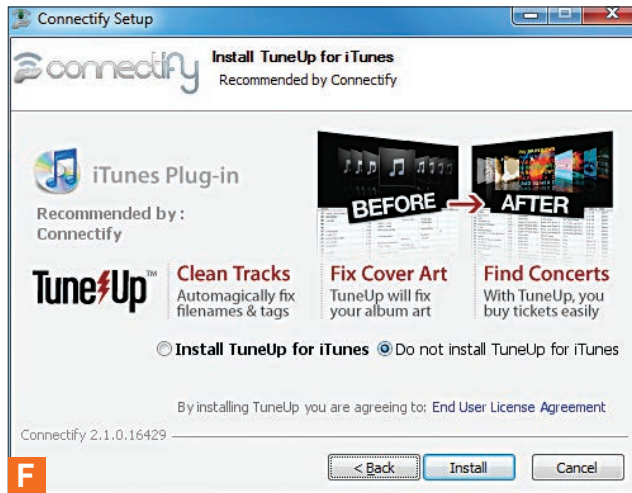 Connectify Setup
connectify
Install TuneUp for iTunes
Recommended by Connectify
iTunes Plug-in
Recommended by :
Connectify
BEFORE
AFTER
TuneUp™
Clean Tracks
Automagically fix
filenames & tags
Fix Cover Art
TuneUp will fix
your album art
Find Concerts
With TuneUp, you
buy tickets easily
Install TuneUp for iTunes Do not install TuneUp for iTunes
By installing TuneUp you are agreeing to: End User License Agreement
Connectify 2.1.0.16429
< Back Install Cancel
F